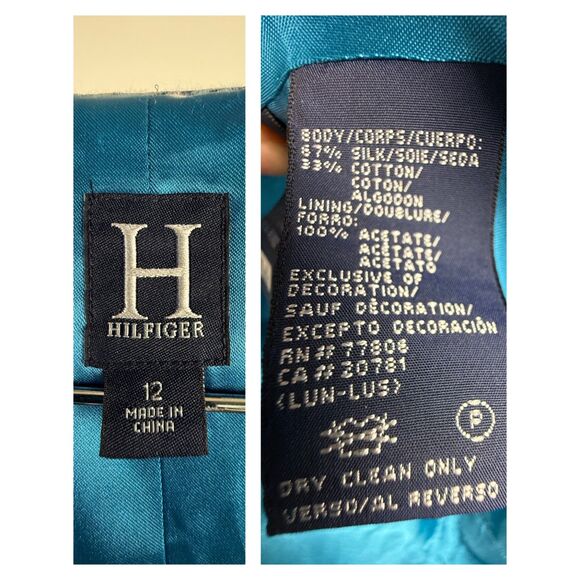 H
HILFIGER
12
MADE IN
CHINA
BODY/CORPS/CUERPO:
67% SILK/SOIE/SEDA
33% COTTON/
COTON/
ALGODON
LINING/DOUBLURE/
FORRO:
100% ACETATE/
ACETATE/
ACETATO
EXCLUSIVE OF
DECORATION/
SAUF DÉCORATION/
EXCEPTO DECORACIÓN
RN# 77806
CA# 20781
(LUN-LUS)
P
DRY CLEAN ONLY
VERSO/AL REVERSO